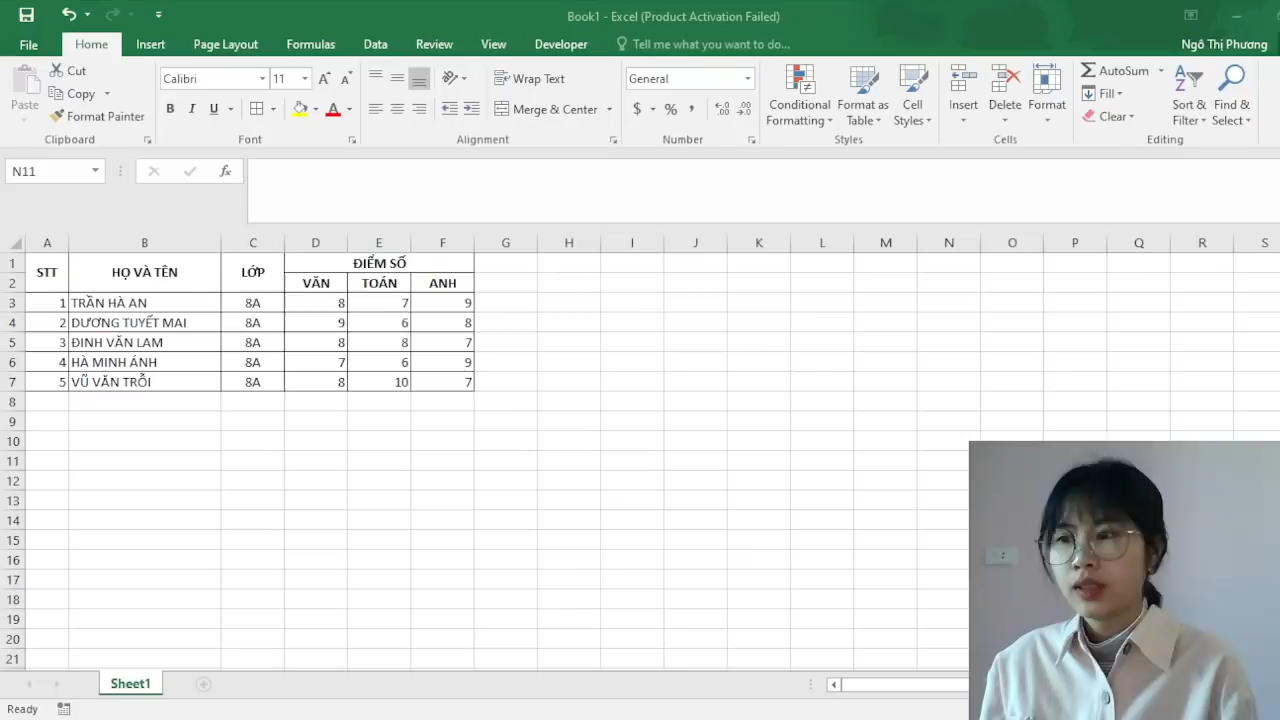 Book1 - Excel (Product Activation Failed)
File Home Insert Page Layout Formulas Data Review View Developer Tell me what you want to do... Ngô Thị Phương
Paste Cut Copy Format Painter Clipboard
Calibri 11 B I U Font
Wrap Text Merge & Center Alignment
General $ % , Number
Conditional Formatting Format as Table Cell Styles Styles
Insert Delete Format Cells
AutoSum Fill Clear Sort & Filter Find & Select Editing
N11 fx
A B C D E F G H I J K L M N O P Q R S
1 STT HỌ VÀ TÊN LỚP ĐIỂM SỐ
2 VĂN TOÁN ANH
3 1 TRẦN HÀ AN 8A 8 7 9
4 2 DƯƠNG TUYẾT MAI 8A 9 6 8
5 3 ĐINH VĂN LAM 8A 8 8 7
6 4 HÀ MINH ÁNH 8A 7 6 9
7 5 VŨ VĂN TRỖI 8A 8 10 7
8
9
10
11
12
13
14
15
16
17
18
19
20
21
Sheet1
Ready